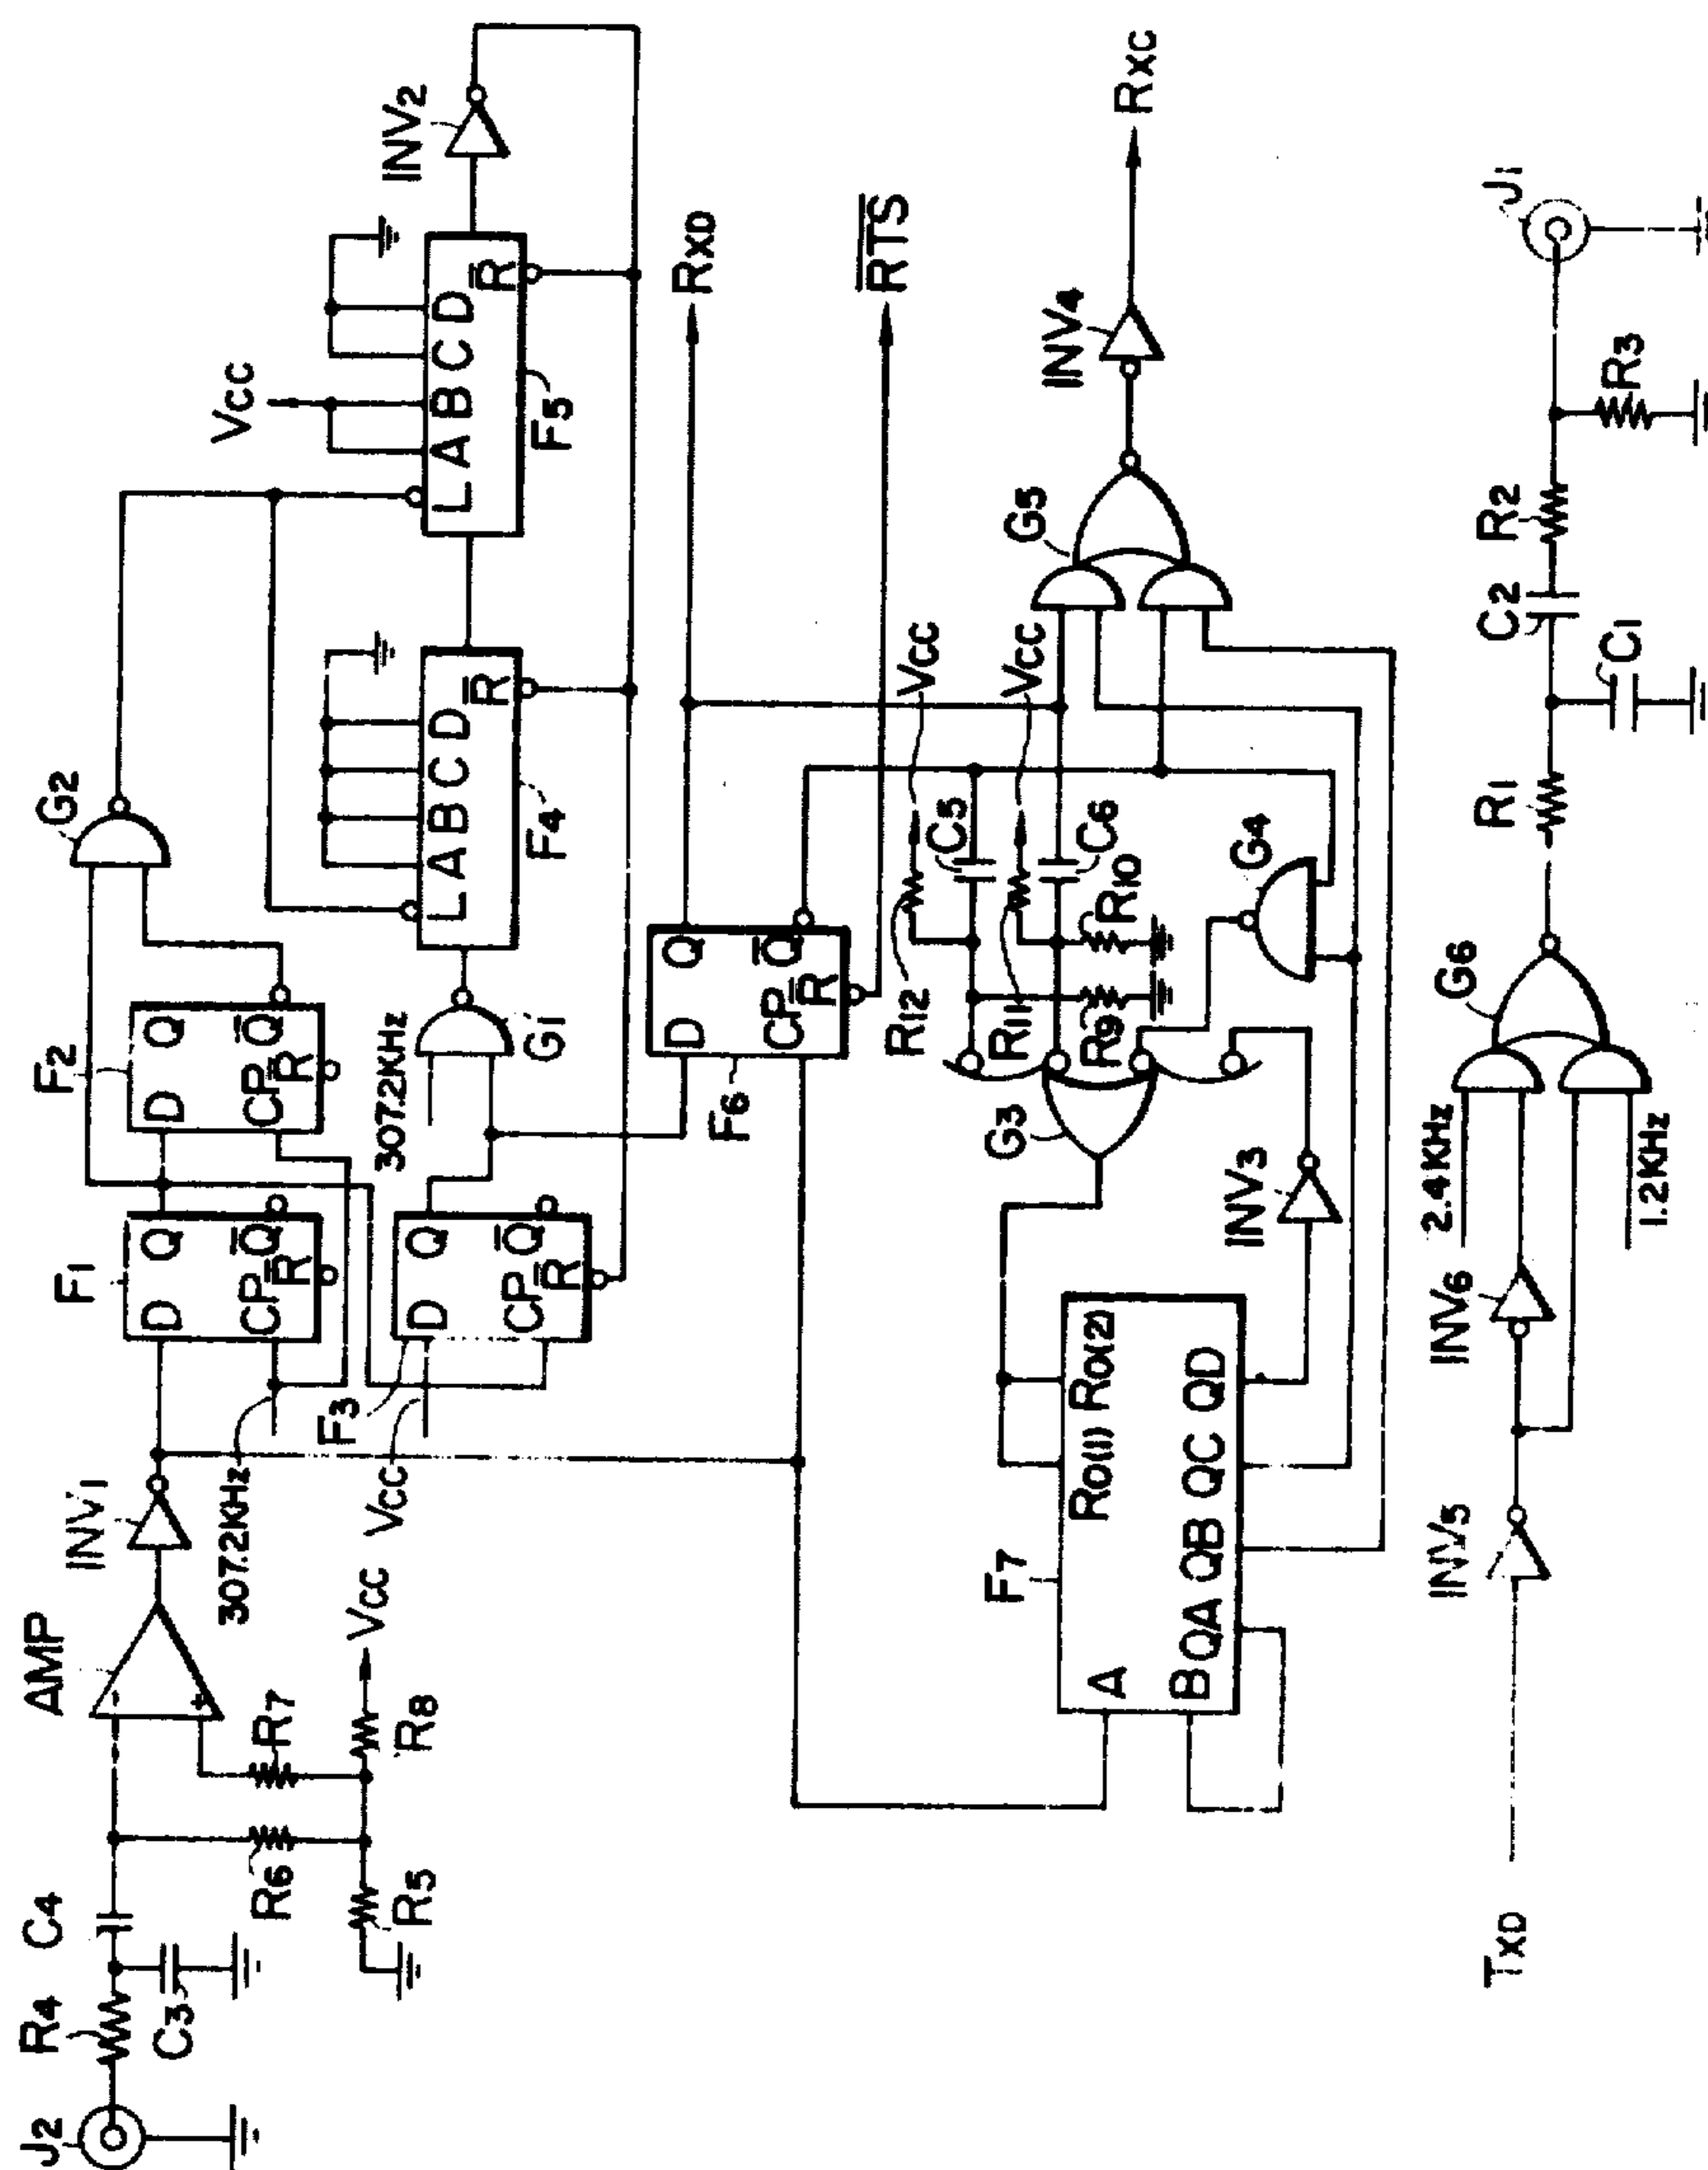 J2
R4
C3
C4
R6
R5
AMP
-
+
R7
R8
VCC
INV1
307.2KHz
F1
D
Q
CP
Q̅
R̅
F2
D
Q
CP
Q̅
R̅
G2
VCC
F3
D
Q
CP
Q̅
R̅
307.2KHz
G1
L A B C D
R̅
F4
VCC
L A B C D
R̅
F5
INV2
F6
D
Q
CP
Q̅
R̅
RXD
R̅T̅S̅
R12
VCC
C5
R11
VCC
C6
R9
R10
G3
G4
INV3
F7
A
B
R0(1) R0(2)
QA QB QC QD
G5
INV4
RXC
TXD
INV5
INV6
2.4KHz
1.2KHz
G6
R1
C1
C2
R2
R3
J1